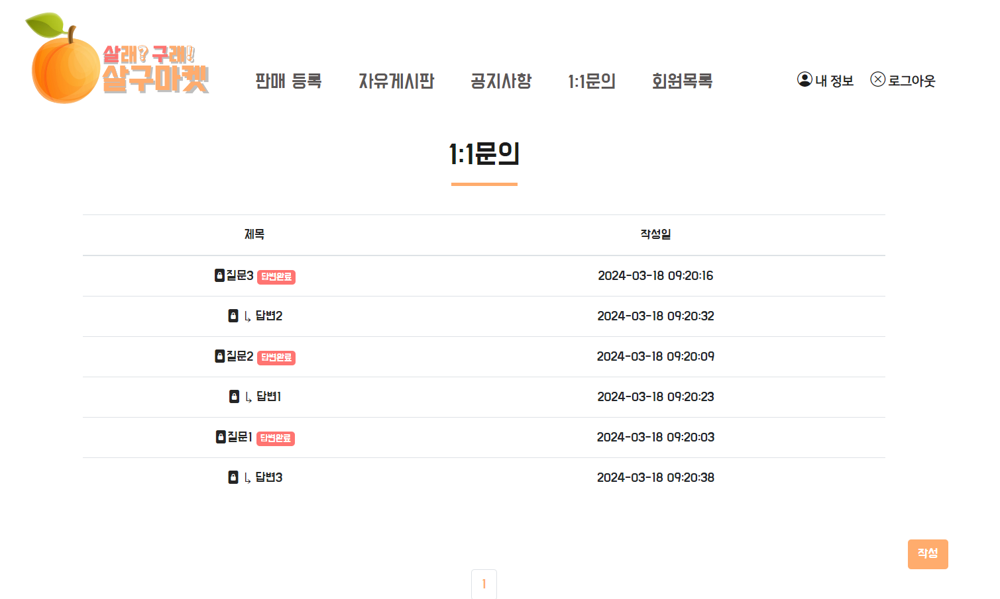 살래? 구래!
살구마켓
판매 등록 자유게시판 공지사항 1:1문의 회원목록 내 정보 로그아웃
1:1문의
제목 작성일
질문3 답변완료 2024-03-18 09:20:16
답변2 2024-03-18 09:20:32
질문2 답변완료 2024-03-18 09:20:09
답변1 2024-03-18 09:20:23
질문1 답변완료 2024-03-18 09:20:03
답변3 2024-03-18 09:20:38
작성
1